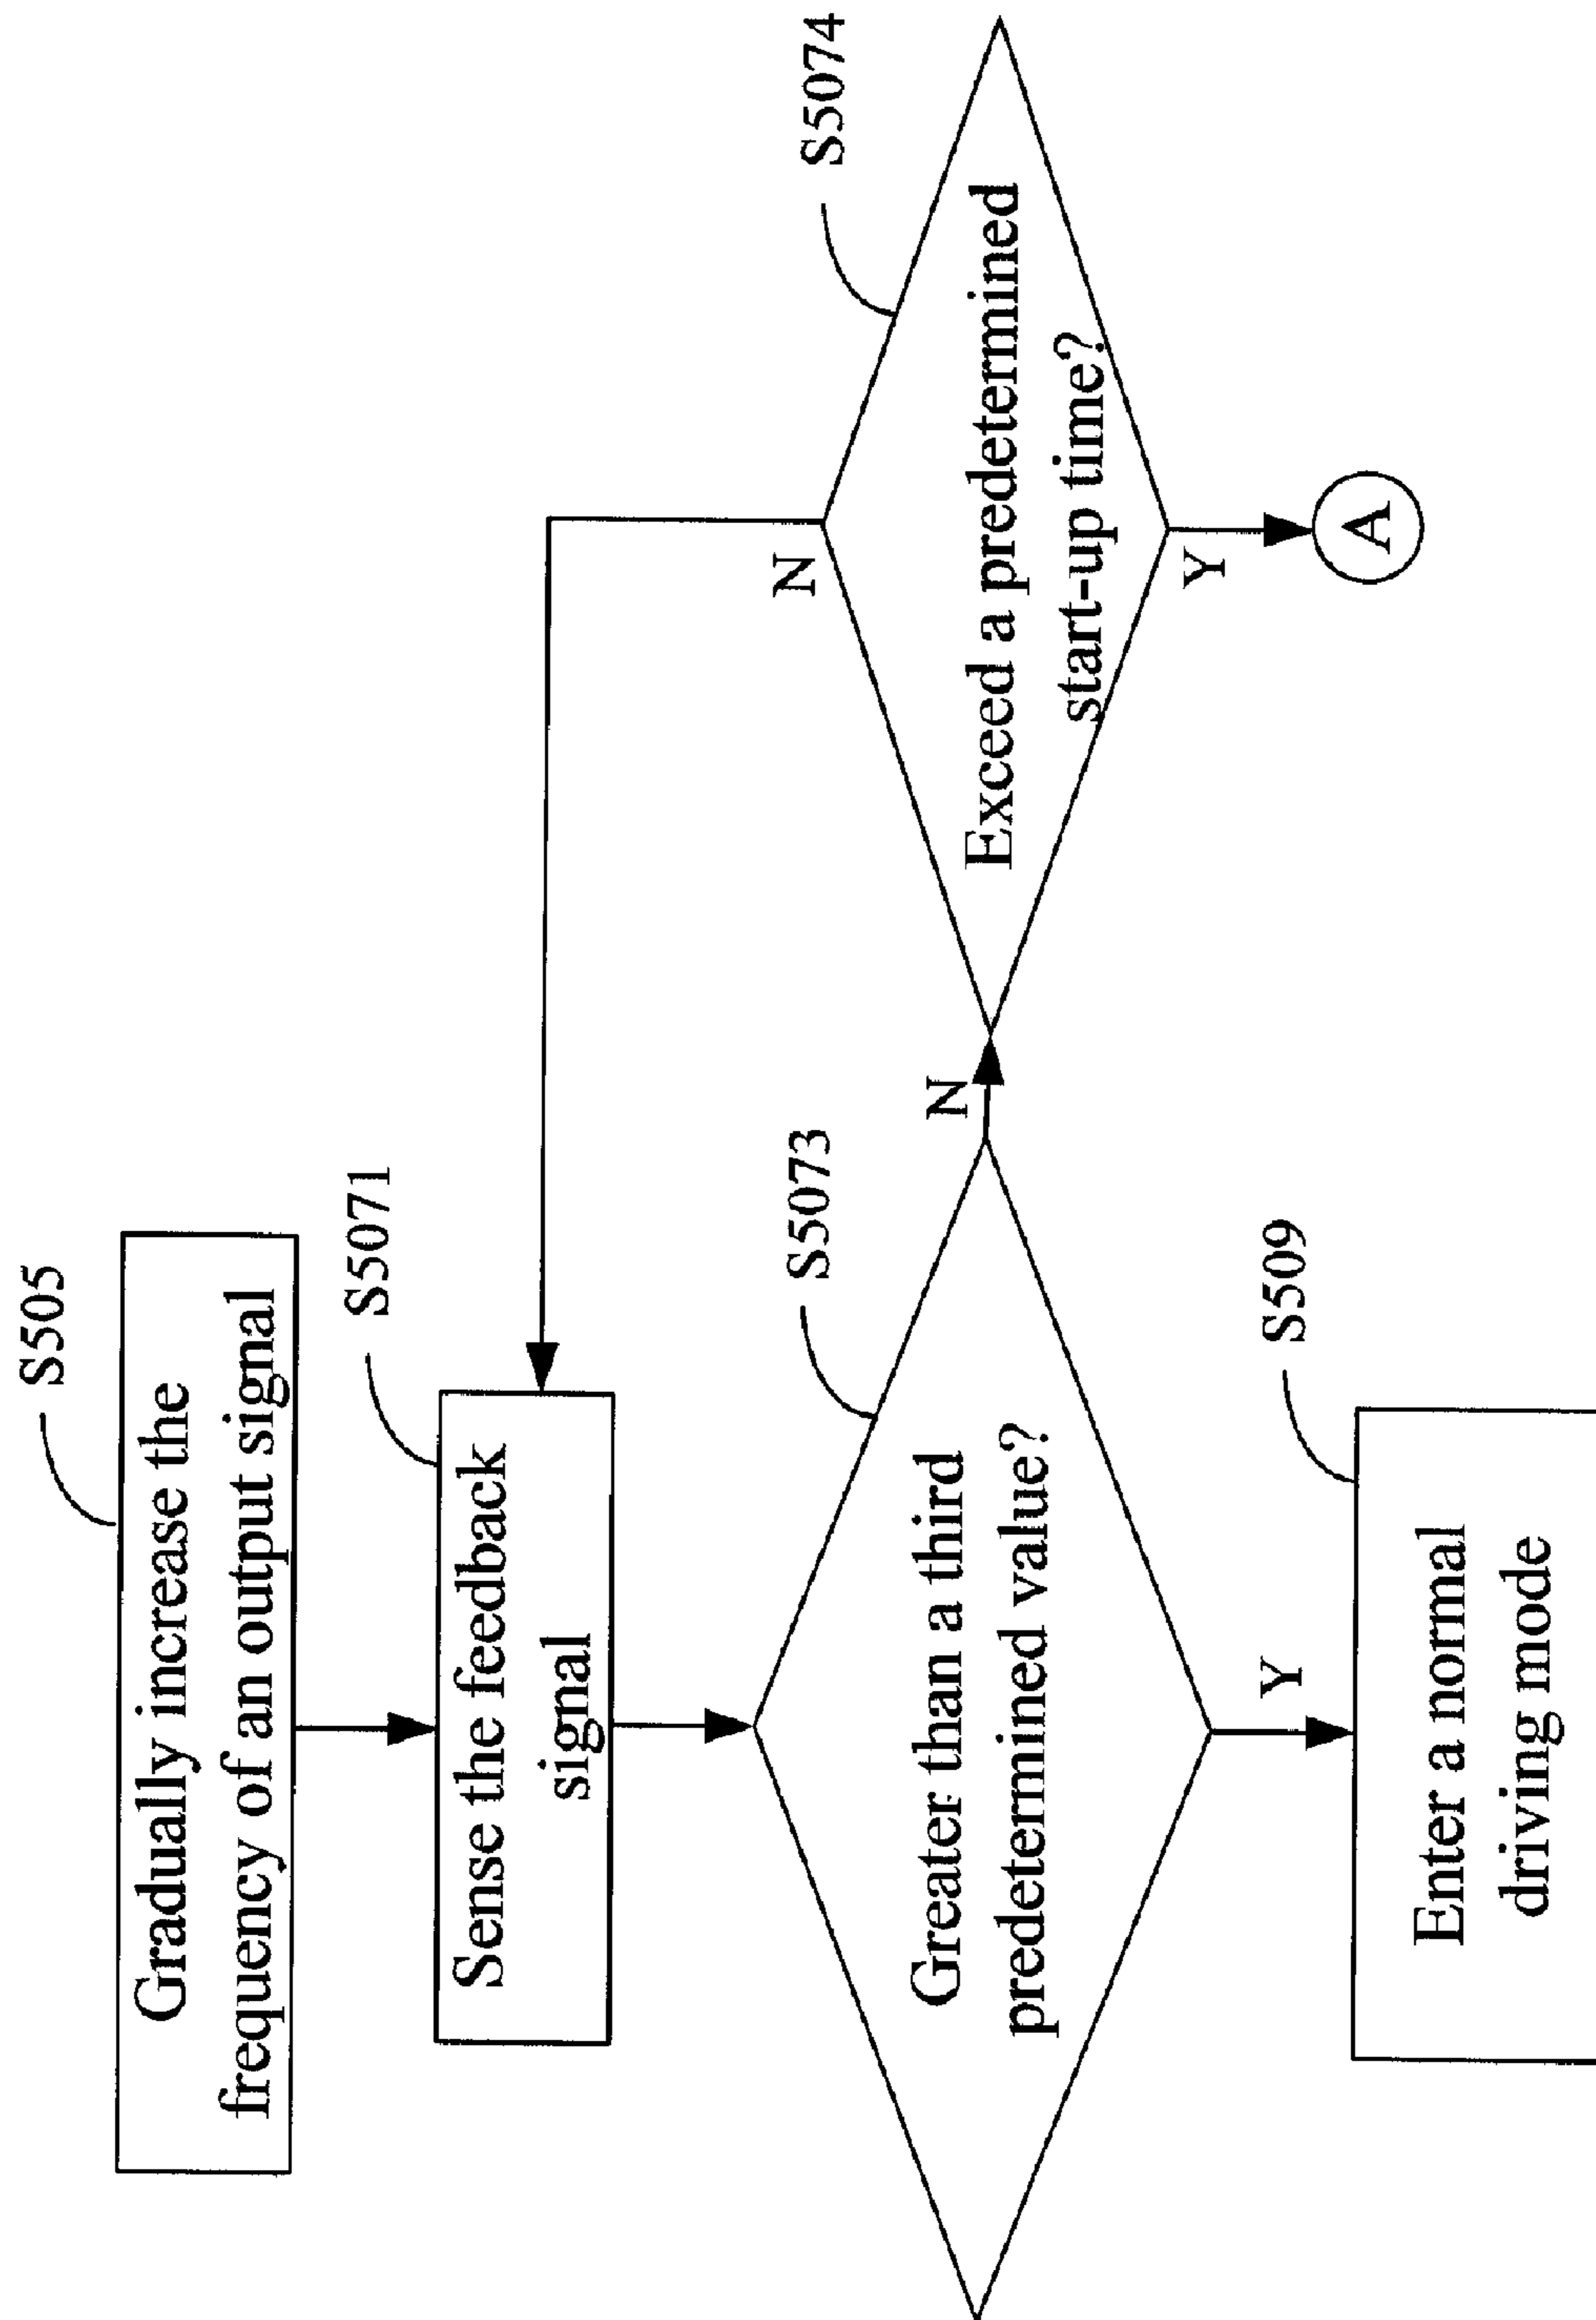 S505
Gradually increase the
frequency of an output signal
S5071
Sense the feedback
signal
S5073
Greater than a third
predetermined value?
N
Y
S5074
Exceed a predetermined
start-up time?
N
Y
A
S509
Enter a normal
driving mode